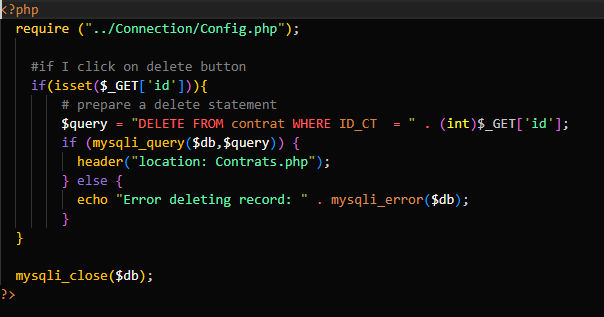 <?php
require ("../Connection/Config.php");
#if I click on delete button
if(isset($_GET['id'])){
# prepare a delete statement
$query = "DELETE FROM contrat WHERE ID_CT  = " . (int)$_GET['id'];
if (mysqli_query($db,$query)) {
header("location: Contrats.php");
} else {
echo "Error deleting record: " . mysqli_error($db);
}
}
mysqli_close($db);
?>